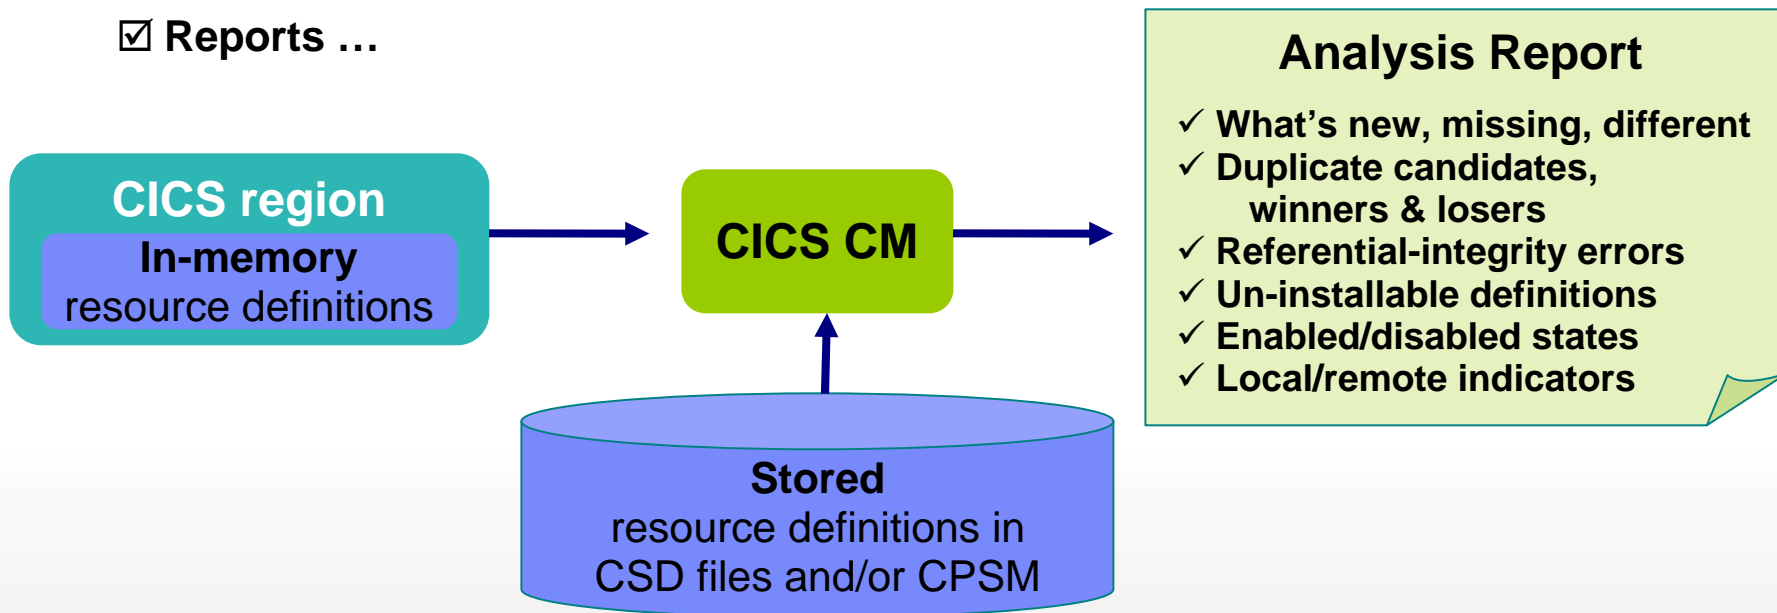 ☑ Reports …
CICS region
In-memory
resource definitions
CICS CM
Stored
resource definitions in
CSD files and/or CPSM
Analysis Report
✓ What's new, missing, different
✓ Duplicate candidates,
winners & losers
✓ Referential-integrity errors
✓ Un-installable definitions
✓ Enabled/disabled states
✓ Local/remote indicators